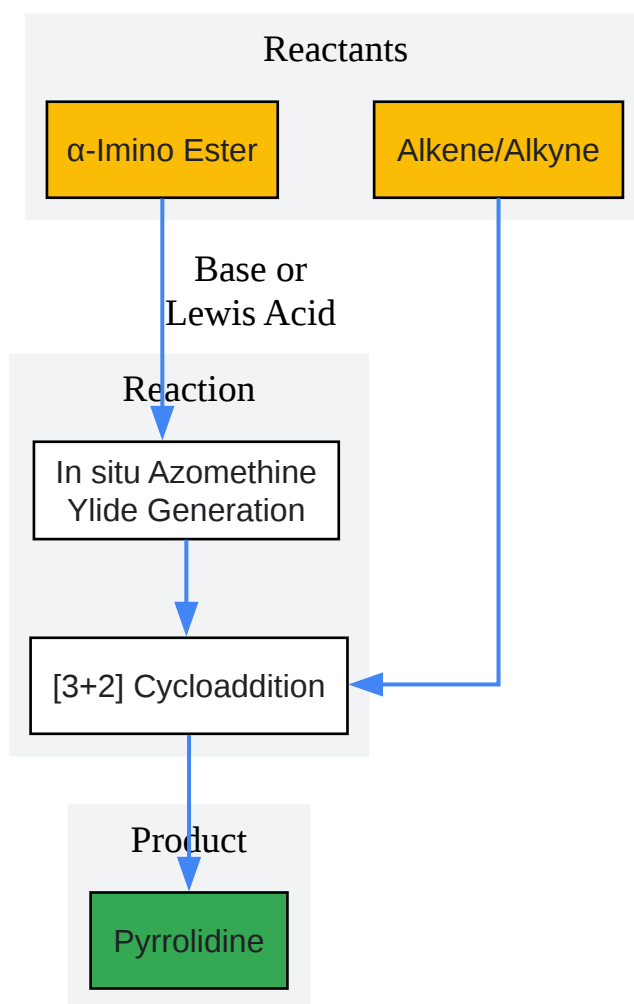 Reactants
α-Imino Ester
Alkene/Alkyne
Base or
Lewis Acid
Reaction
In situ Azomethine
Ylide Generation
[3+2] Cycloaddition
Product
Pyrrolidine